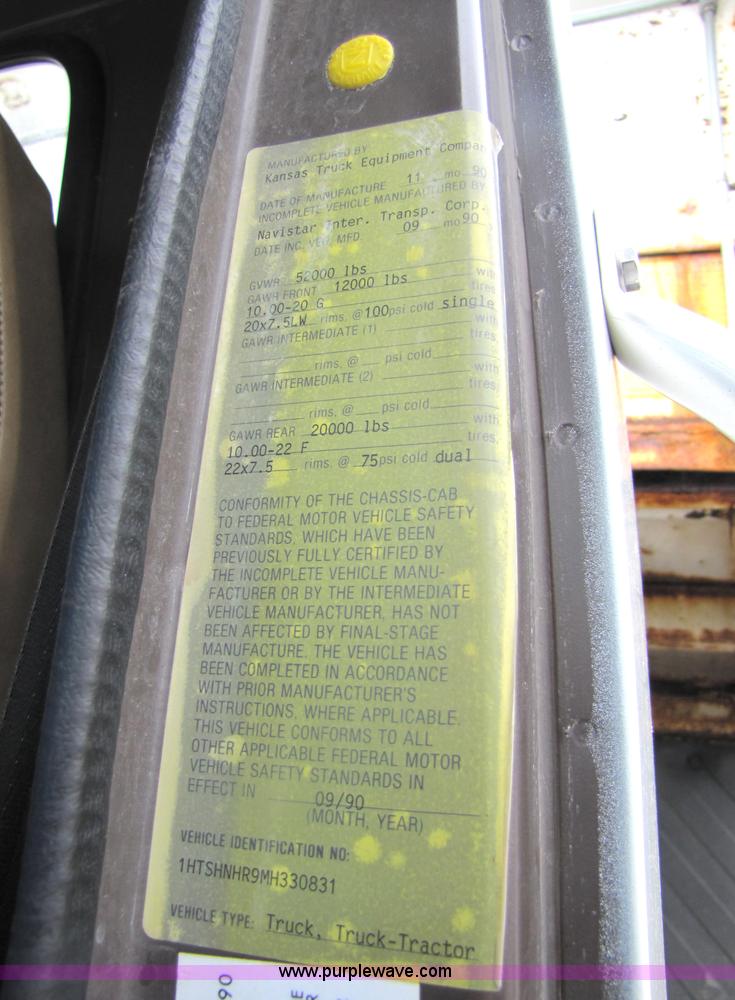 MANUFACTURED BY
Kansas Truck Equipment Compan
DATE OF MANUFACTURE 11 mo 90
INCOMPLETE VEHICLE MANUFACTURED BY
Navistar Inter. Transp. Corp.
DATE INC. VEH. MFD. 09 mo 90
GVWR 52000 lbs
GAWR FRONT 12000 lbs with
10.00-20 G tires,
20x7.5LW rims, @ 100 psi cold single
GAWR INTERMEDIATE (1) with
tires,
rims, @ psi cold
GAWR INTERMEDIATE (2) with
tires,
rims, @ psi cold
GAWR REAR 20000 lbs with
10.00-22 F tires,
22x7.5 rims, @ 75 psi cold dual
CONFORMITY OF THE CHASSIS-CAB
TO FEDERAL MOTOR VEHICLE SAFETY
STANDARDS, WHICH HAVE BEEN
PREVIOUSLY FULLY CERTIFIED BY
THE INCOMPLETE VEHICLE MANU-
FACTURER OR BY THE INTERMEDIATE
VEHICLE MANUFACTURER, HAS NOT
BEEN AFFECTED BY FINAL-STAGE
MANUFACTURE. THE VEHICLE HAS
BEEN COMPLETED IN ACCORDANCE
WITH PRIOR MANUFACTURER'S
INSTRUCTIONS, WHERE APPLICABLE.
THIS VEHICLE CONFORMS TO ALL
OTHER APPLICABLE FEDERAL MOTOR
VEHICLE SAFETY STANDARDS IN
EFFECT IN 09/90
(MONTH, YEAR)
VEHICLE IDENTIFICATION NO:
1HTSHNHR9MH330831
VEHICLE TYPE: Truck, Truck-Tractor
90
www.purplewave.com